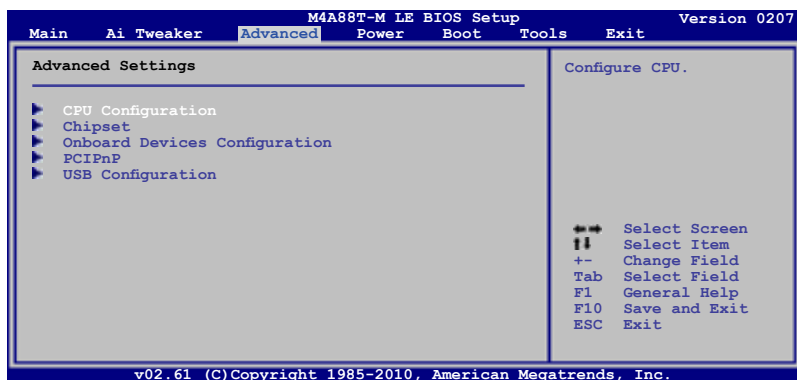 M4A88T-M LE BIOS Setup Version 0207
Main Ai Tweaker Advanced Power Boot Tools Exit
Advanced Settings
CPU Configuration
Chipset
Onboard Devices Configuration
PCIPnP
USB Configuration
Configure CPU.
←→ Select Screen
↑↓ Select Item
+- Change Field
Tab Select Field
F1 General Help
F10 Save and Exit
ESC Exit
v02.61 (C)Copyright 1985-2010, American Megatrends, Inc.